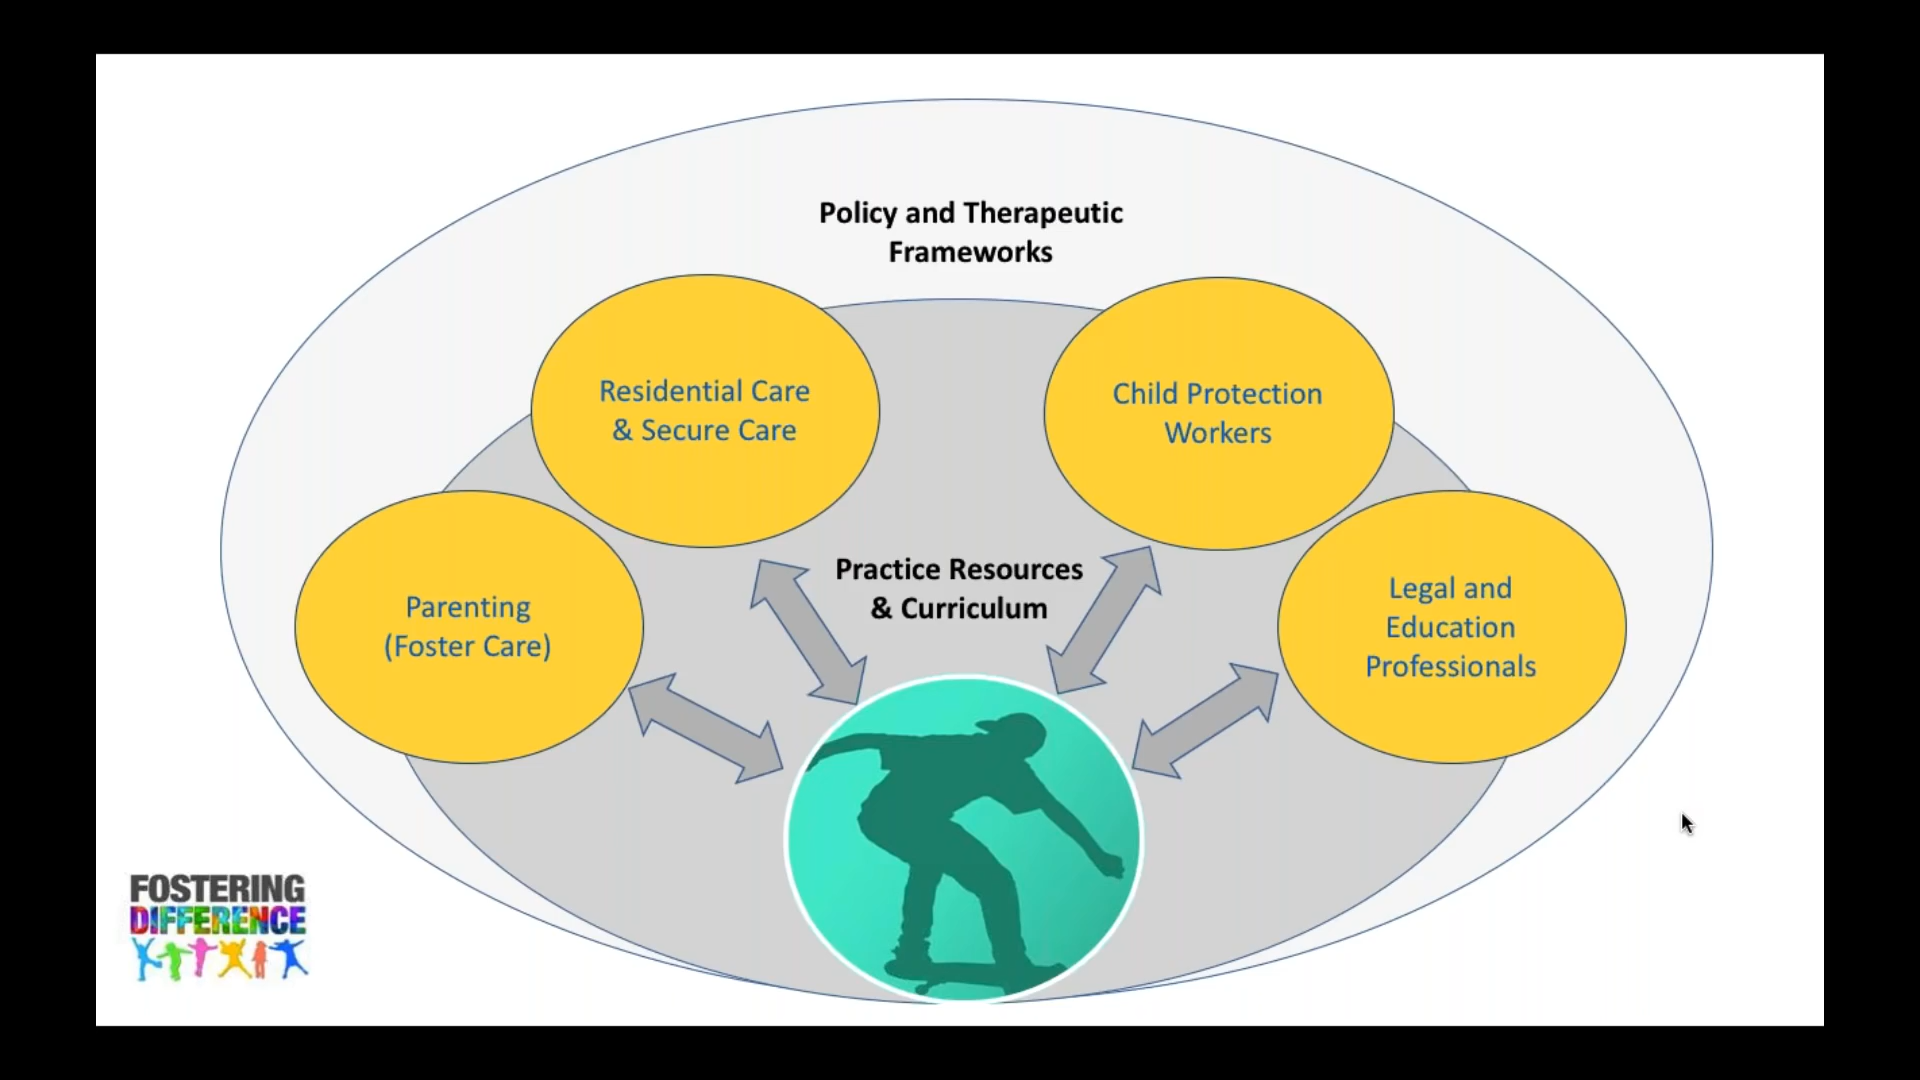 Policy and Therapeutic
Frameworks
Residential Care
& Secure Care
Child Protection
Workers
Parenting
(Foster Care)
Practice Resources
& Curriculum
Legal and
Education
Professionals
FOSTERING
DIFFERENCE